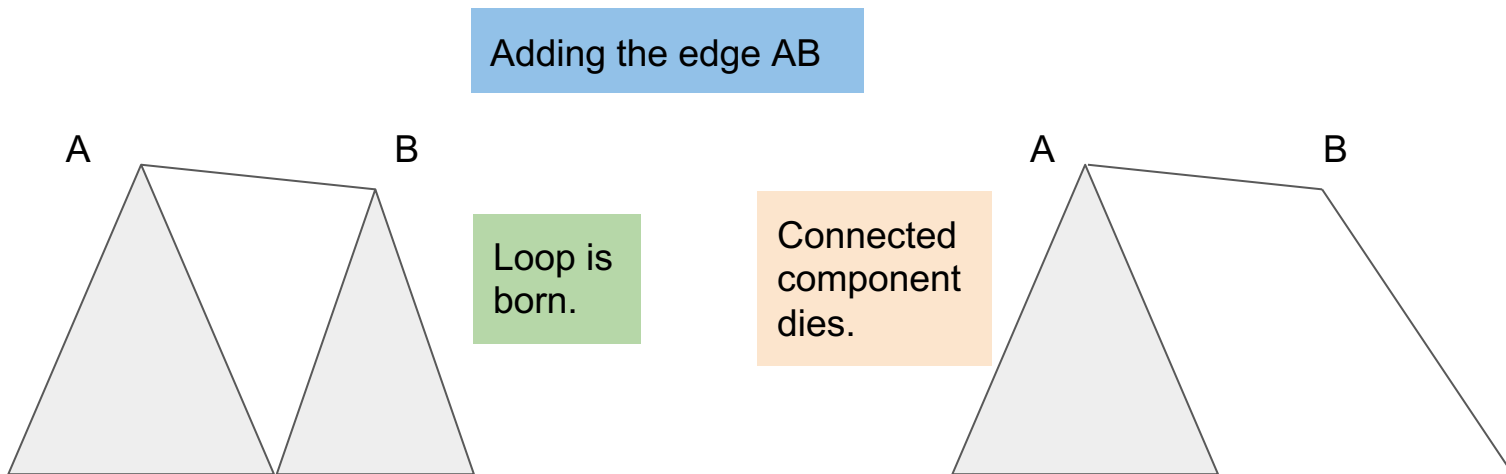 Adding the edge AB
A
B
Loop is
born.
A
B
Connected
component
dies.